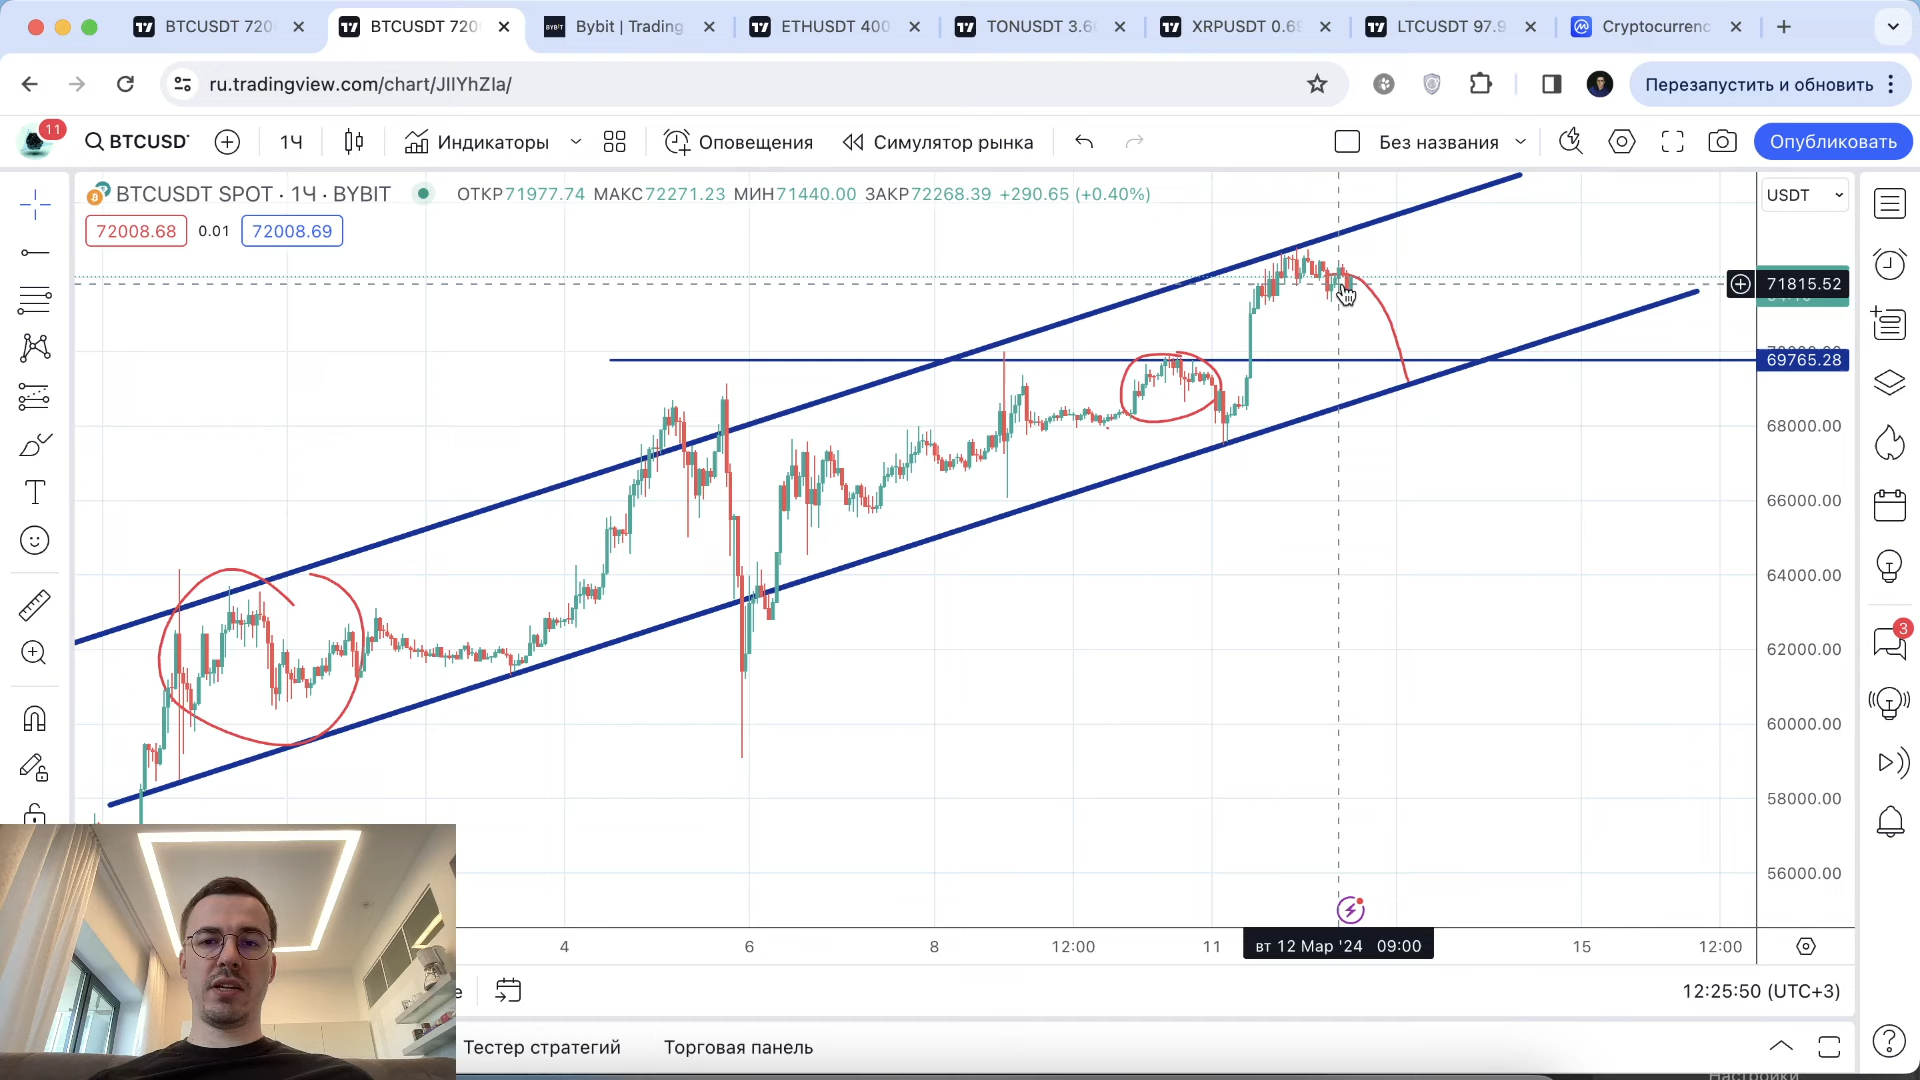 BTCUSDT 720
BTCUSDT 720
BYBIT
Bybit | Trading
ETHUSDT 400
TONUSDT 3.6
XRPUSDT 0.69
LTCUSDT 97.9
Cryptocurrenc
ru.tradingview.com/chart/JIIYhZIa/
Перезапустить и обновить
11
BTCUSD
1Ч
Индикаторы
Оповещения
Симулятор рынка
Без названия
Опубликовать
BTCUSDT SPOT · 1Ч · BYBIT
ОТКР71977.74 МАКС72271.23 МИН71440.00 ЗАКР72268.39 +290.65 (+0.40%)
USDT
72008.68
0.01
72008.69
71815.52
69765.28
68000.00
66000.00
64000.00
62000.00
60000.00
58000.00
56000.00
3
4
6
8
12:00
11
вт 12 Мар '24 09:00
15
12:00
12:25:50 (UTC+3)
Тестер стратегий
Торговая панель